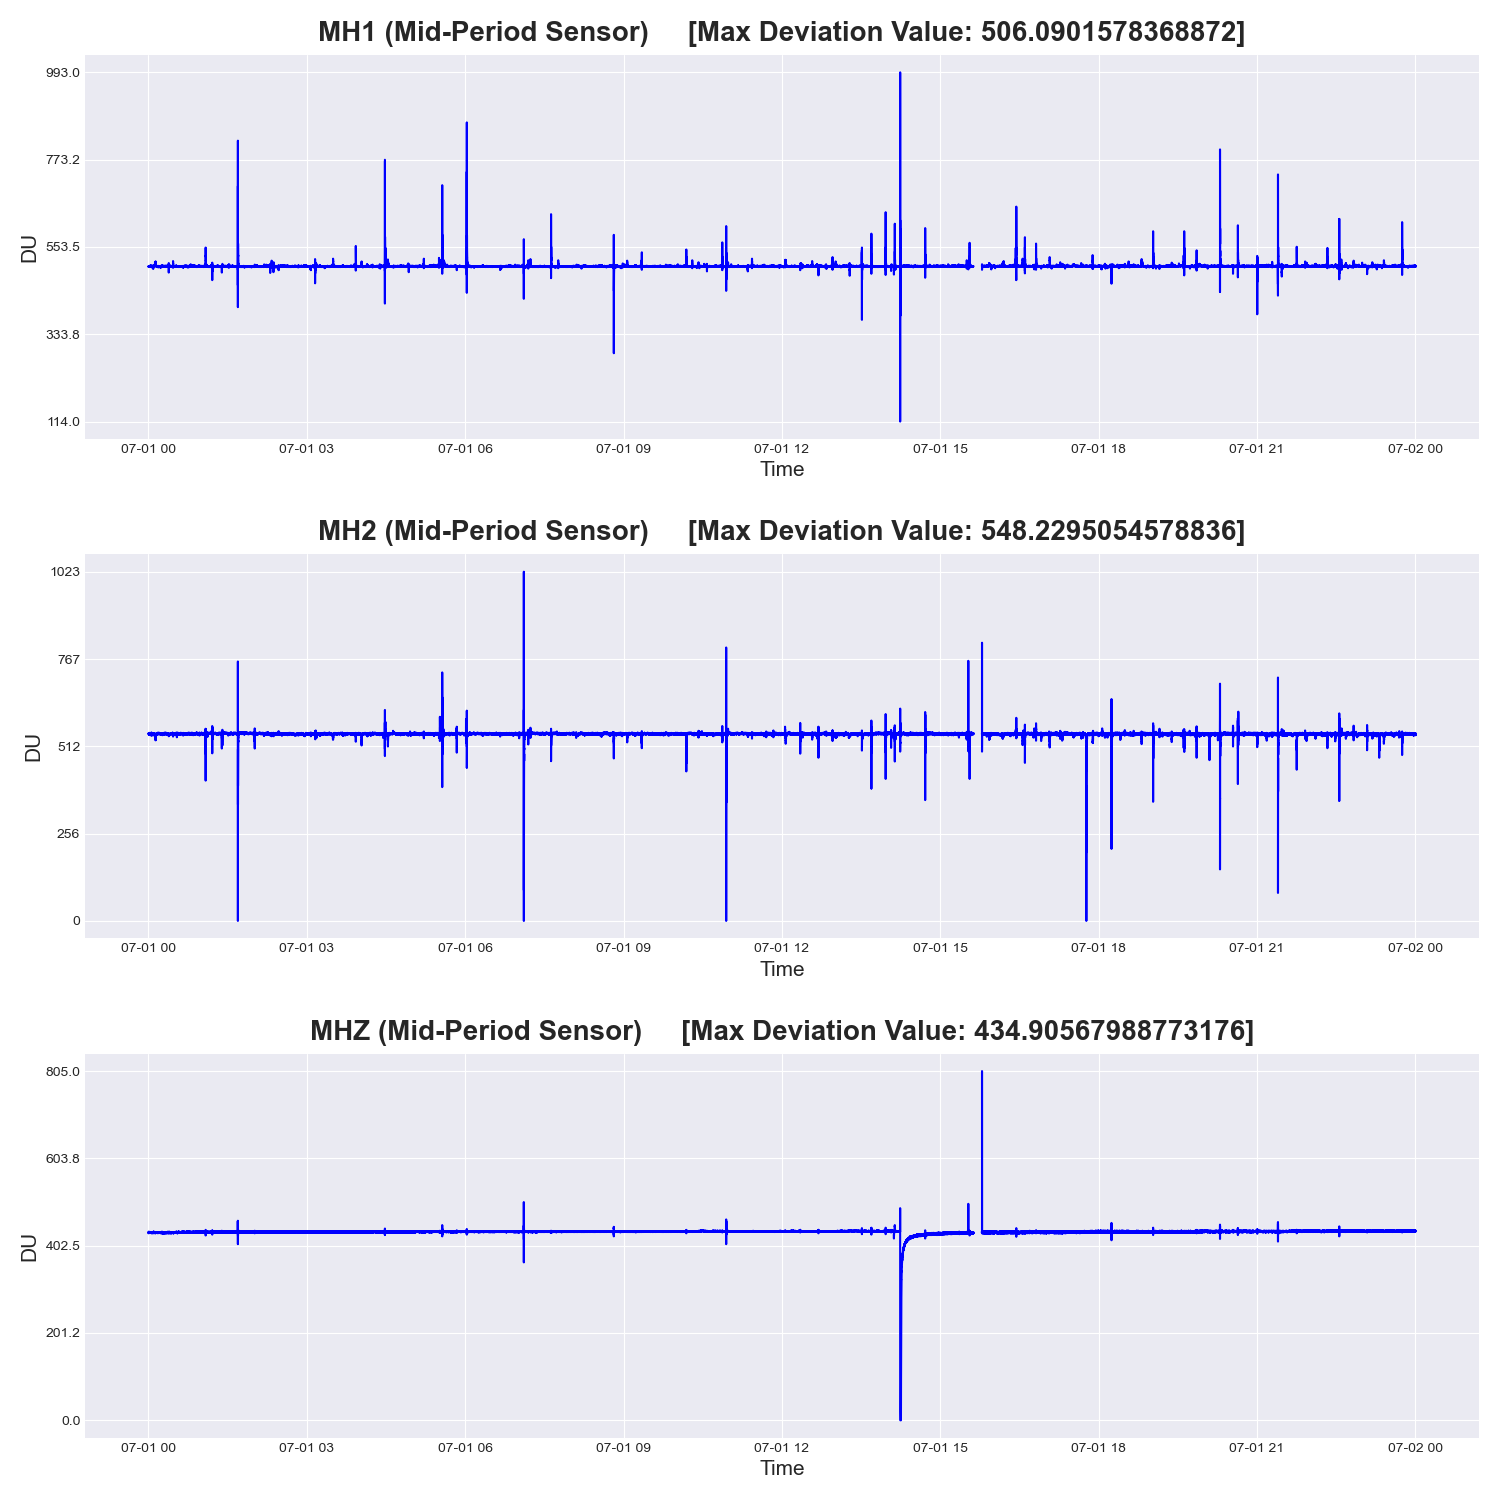 MH1 (Mid-Period Sensor) [Max Deviation Value: 506.0901578368872]
993.0
773.2
553.5
333.8
114.0
DU
07-01 00 07-01 03 07-01 06 07-01 09 07-01 12 07-01 15 07-01 18 07-01 21 07-02 00
Time
MH2 (Mid-Period Sensor) [Max Deviation Value: 548.2295054578836]
1023
767
512
256
0
DU
07-01 00 07-01 03 07-01 06 07-01 09 07-01 12 07-01 15 07-01 18 07-01 21 07-02 00
Time
MHZ (Mid-Period Sensor) [Max Deviation Value: 434.90567988773176]
805.0
603.8
402.5
201.2
0.0
DU
07-01 00 07-01 03 07-01 06 07-01 09 07-01 12 07-01 15 07-01 18 07-01 21 07-02 00
Time